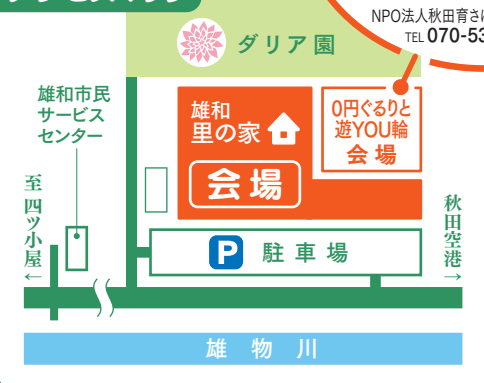 NPO法人秋田育さ
TEL 070-53
ダリア園
雄和市民
サービス
センター
雄和
里の家
会場
0円ぐるりと
遊YOU輪
会場
至 四ツ小屋←
秋田空港→
P 駐車場
雄物川